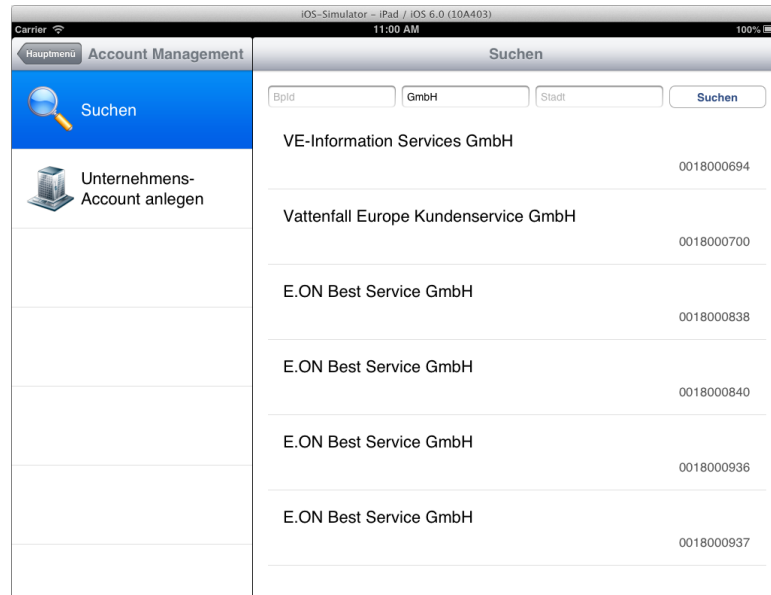 iOS-Simulator – iPad / iOS 6.0 (10A403)
Carrier 11:00 AM 100%
Hauptmenü Account Management Suchen
Suchen
Unternehmens-
Account anlegen
BpId GmbH Stadt Suchen
VE-Information Services GmbH
0018000694
Vattenfall Europe Kundenservice GmbH
0018000700
E.ON Best Service GmbH
0018000838
E.ON Best Service GmbH
0018000840
E.ON Best Service GmbH
0018000936
E.ON Best Service GmbH
0018000937